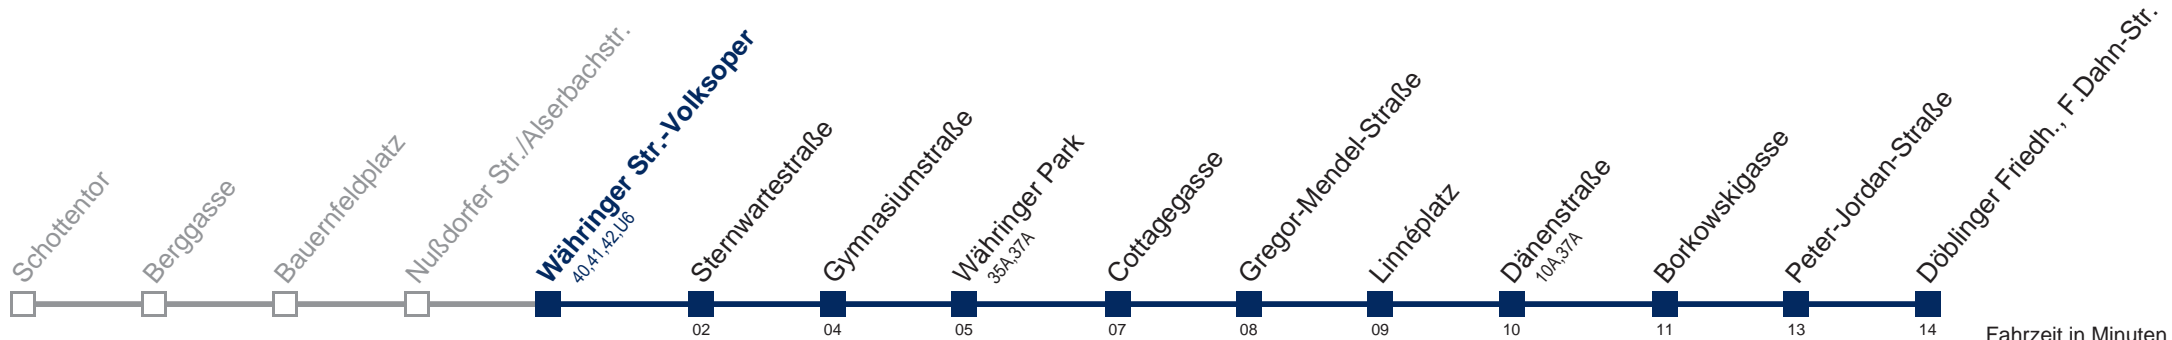 Schottentor
Berggasse
Bauernfeldplatz
Nußdorfer Str./Alserbachstr.
Währinger Str.-Volksoper
40,41,42,U6
Sternwartestraße
Gymnasiumstraße
Währinger Park
35A,37A
Cottagegasse
Gregor-Mendel-Straße
Linnéplatz
Dänenstraße
10A,37A
Borkowskigasse
Peter-Jordan-Straße
Döblinger Friedh., F.Dahn-Str.
02 04 05 07 08 09 10 11 13 14
Fahrzeit in Minuten